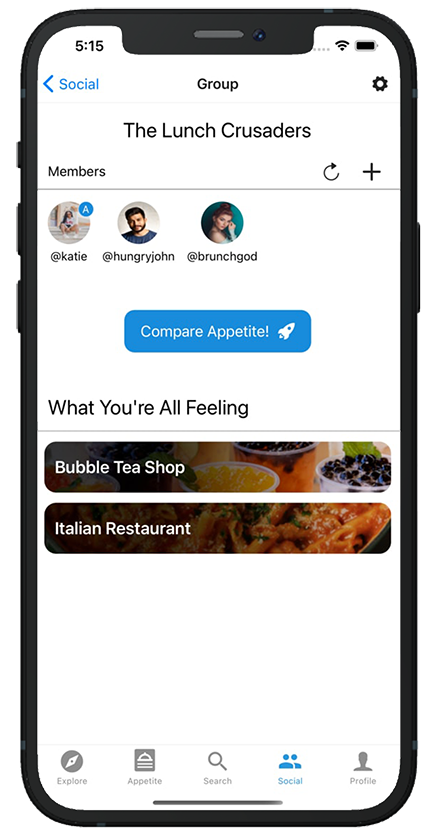 5:15
Social
Group
The Lunch Crusaders
Members
A
@katie
@hungryjohn
@brunchgod
Compare Appetite!
What You're All Feeling
Bubble Tea Shop
Italian Restaurant
Explore
Appetite
Search
Social
Profile